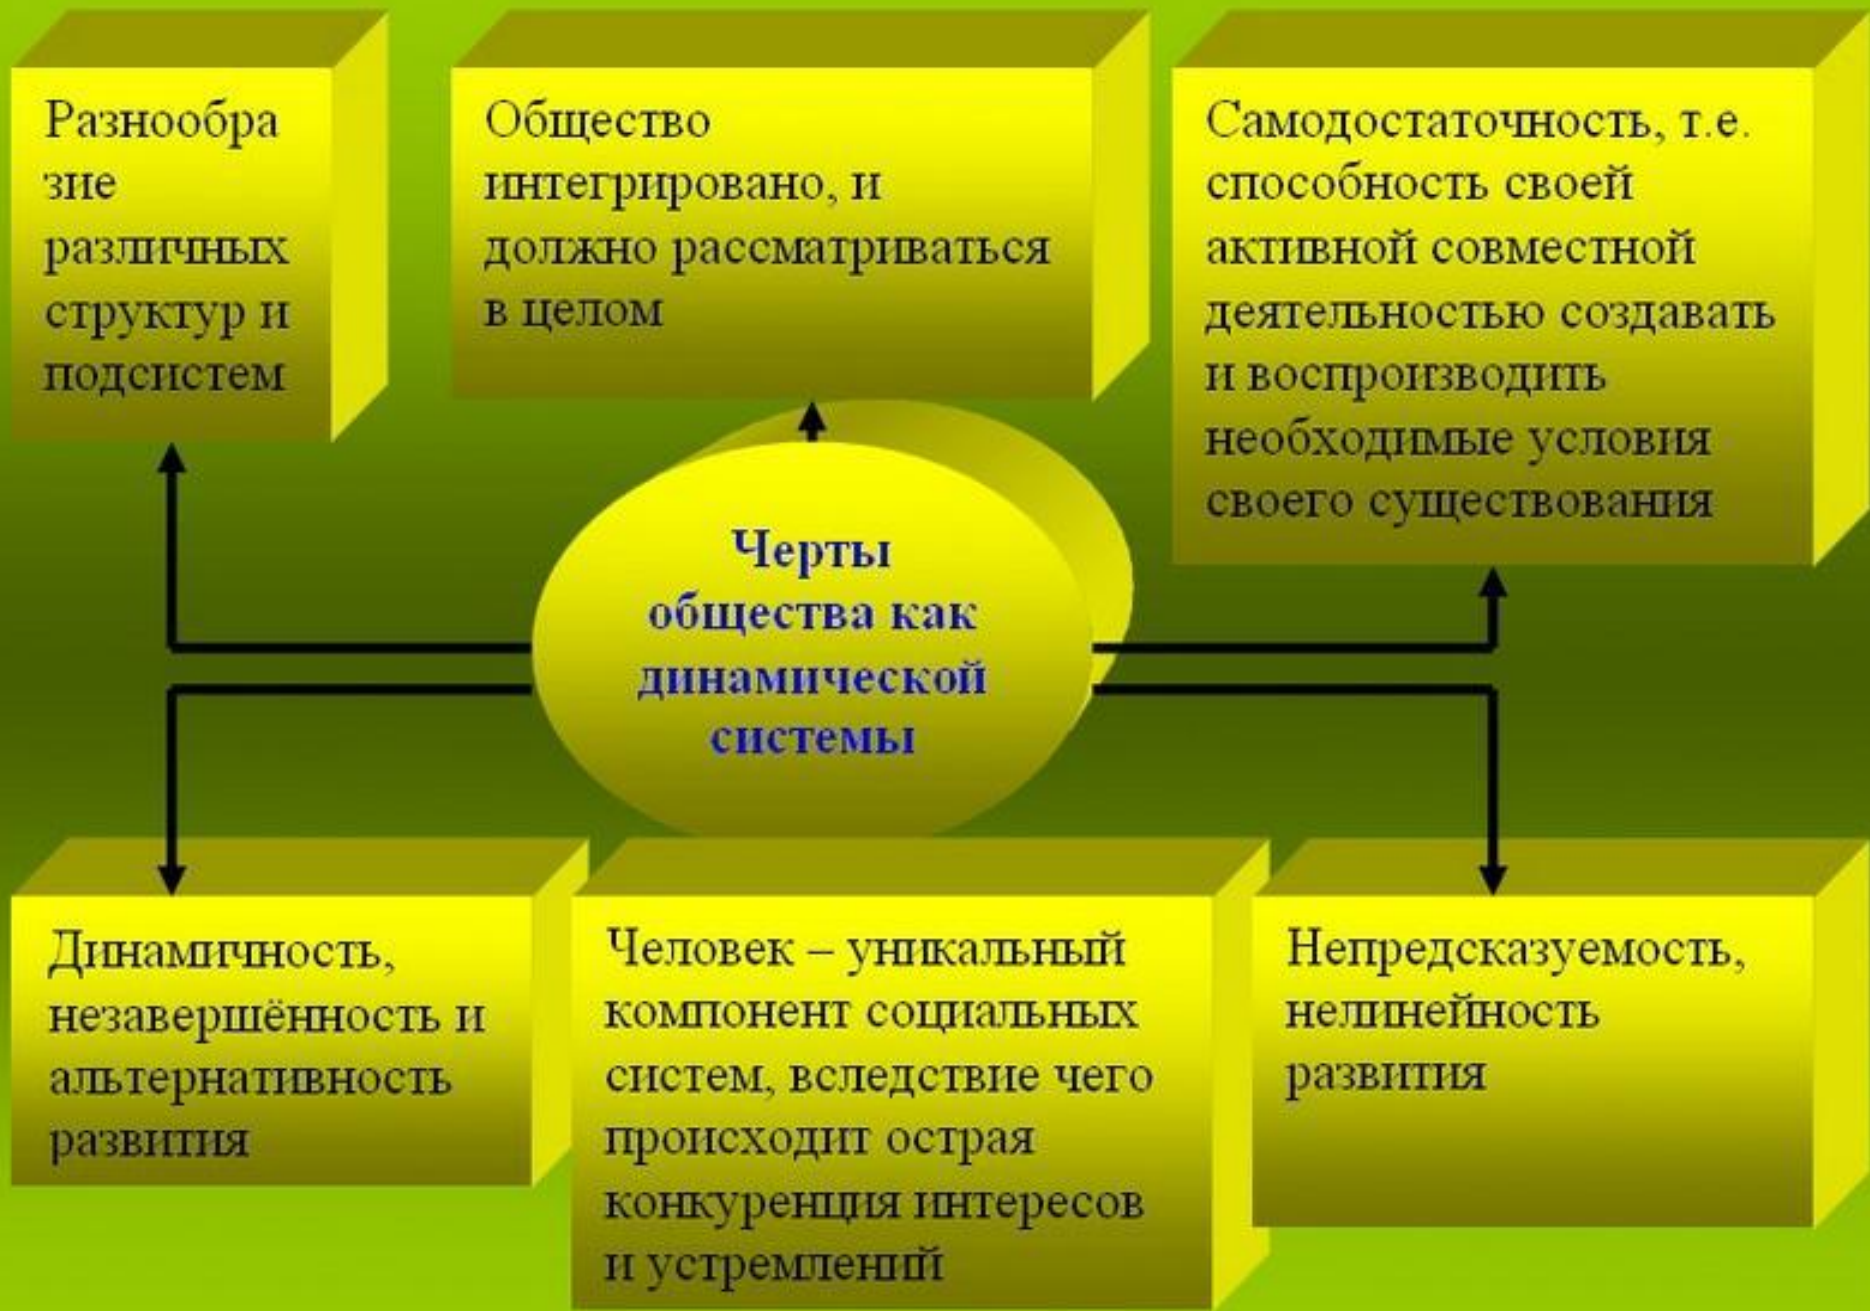 Разнообра
зие
различных
структур и
подсистем
Общество
интегрировано, и
должно рассматриваться
в целом
Самодостаточность, т.е.
способность своей
активной совместной
деятельностью создавать
и воспроизводить
необходимые условия
своего существования
Черты
общества как
динамической
системы
Динамичность,
незавершённость и
альтернативность
развития
Человек – уникальный
компонент социальных
систем, вследствие чего
происходит острая
конкуренция интересов
и устремлений
Непредсказуемость,
нелинейность
развития